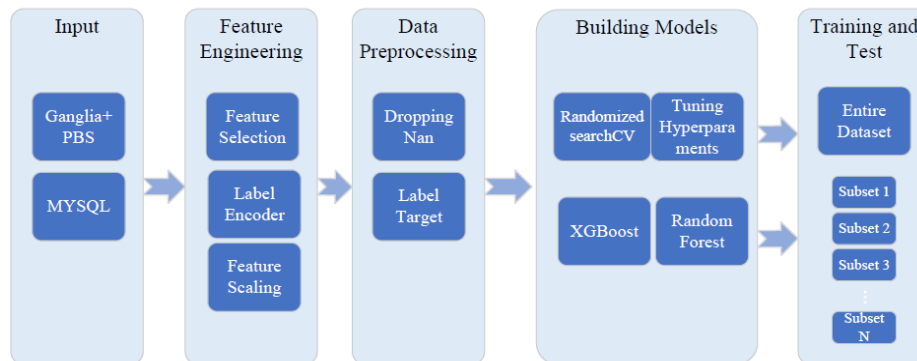 Input
Ganglia+
PBS
MYSQL
Feature
Engineering
Feature
Selection
Label
Encoder
Feature
Scaling
Data
Preprocessing
Dropping
Nan
Label
Target
Building Models
Randomized
searchCV
Tuning
Hyperpara
ments
XGBoost
Random
Forest
Training and
Test
Entire
Dataset
Subset 1
Subset 2
Subset 3
⋮
Subset
N